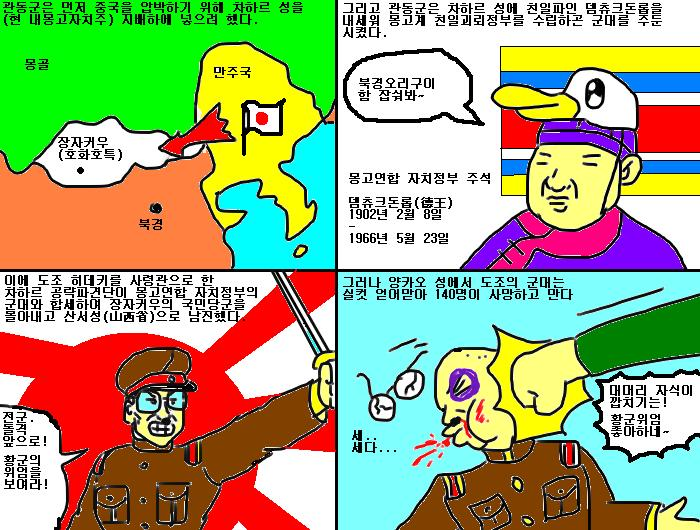 관동군은 먼저 중국을 압박하기 위해 차하르 성을
(현 내몽고자치주) 지배하에 넣으려 했다.
몽골
만주국
장자커우
(호화호특)
북경
그리고 관동군은 차하르 성에 친일파인 뎀츄크돈롭을
내세워 몽고계 친일괴뢰정부를 수립하곤 군대를 주둔
시켰다.
북경오리구이
함 잡숴봐~
몽고연합 자치정부 주석
뎀츄크돈롭(德王)
1902년 2월 8일
-
1966년 5월 23일
이에 도조 히데키를 사령관으로 한
차하르 공략파견단이 몽고연합 자치정부의
군대와 합세하여 장자커우의 국민당군을
몰아내고 산서성(山西省)으로 남진했다
전군.
돌격
앞으로!
황군의
위엄을
보여라!
그러나 양카오 성에서 도조의 군대는
실컷 얻어맞아 140명이 사망하고 만다
대머리 자식이
깝치기는!
황군위엄
좋아하네~
세..
세다...